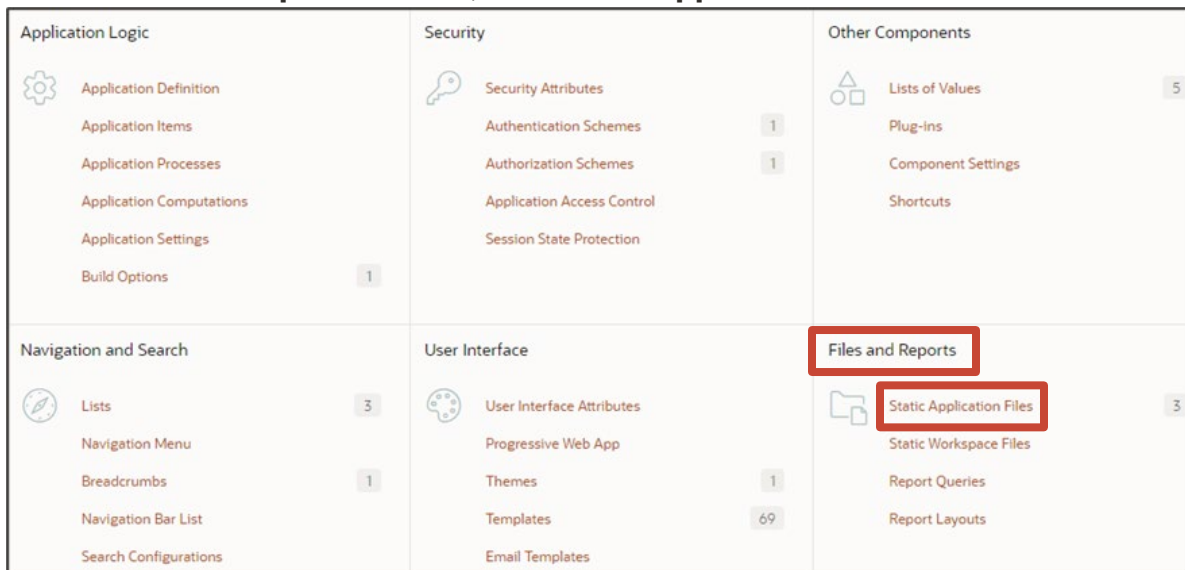 Application Logic
Application Definition
Application Items
Application Processes
Application Computations
Application Settings
Build Options 1
Security
Security Attributes
Authentication Schemes 1
Authorization Schemes 1
Application Access Control
Session State Protection
Other Components
Lists of Values 5
Plug-ins
Component Settings
Shortcuts
Navigation and Search
Lists 3
Navigation Menu
Breadcrumbs 1
Navigation Bar List
Search Configurations
User Interface
User Interface Attributes
Progressive Web App
Themes 1
Templates 69
Email Templates
Files and Reports
Static Application Files 3
Static Workspace Files
Report Queries
Report Layouts